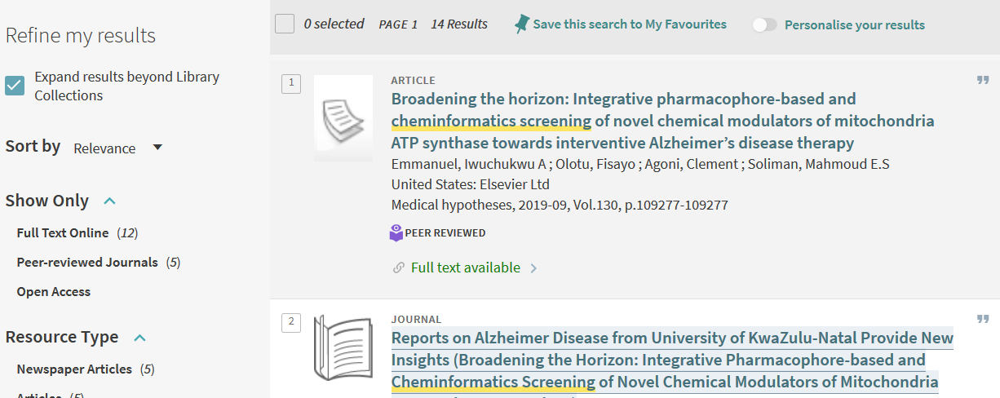 Refine my results
Expand results beyond Library
Collections
Sort by Relevance
Show Only
Full Text Online (12)
Peer-reviewed Journals (5)
Open Access
Resource Type
Newspaper Articles (5)
Articles (5)
0 selected PAGE 1 14 Results Save this search to My Favourites Personalise your results
1
ARTICLE
Broadening the horizon: Integrative pharmacophore-based and
cheminformatics screening of novel chemical modulators of mitochondria
ATP synthase towards interventive Alzheimer’s disease therapy
Emmanuel, Iwuchukwu A ; Olotu, Fisayo ; Agoni, Clement ; Soliman, Mahmoud E.S
United States: Elsevier Ltd
Medical hypotheses, 2019-09, Vol.130, p.109277-109277
PEER REVIEWED
Full text available
2
JOURNAL
Reports on Alzheimer Disease from University of KwaZulu-Natal Provide New
Insights (Broadening the Horizon: Integrative Pharmacophore-based and
Cheminformatics Screening of Novel Chemical Modulators of Mitochondria